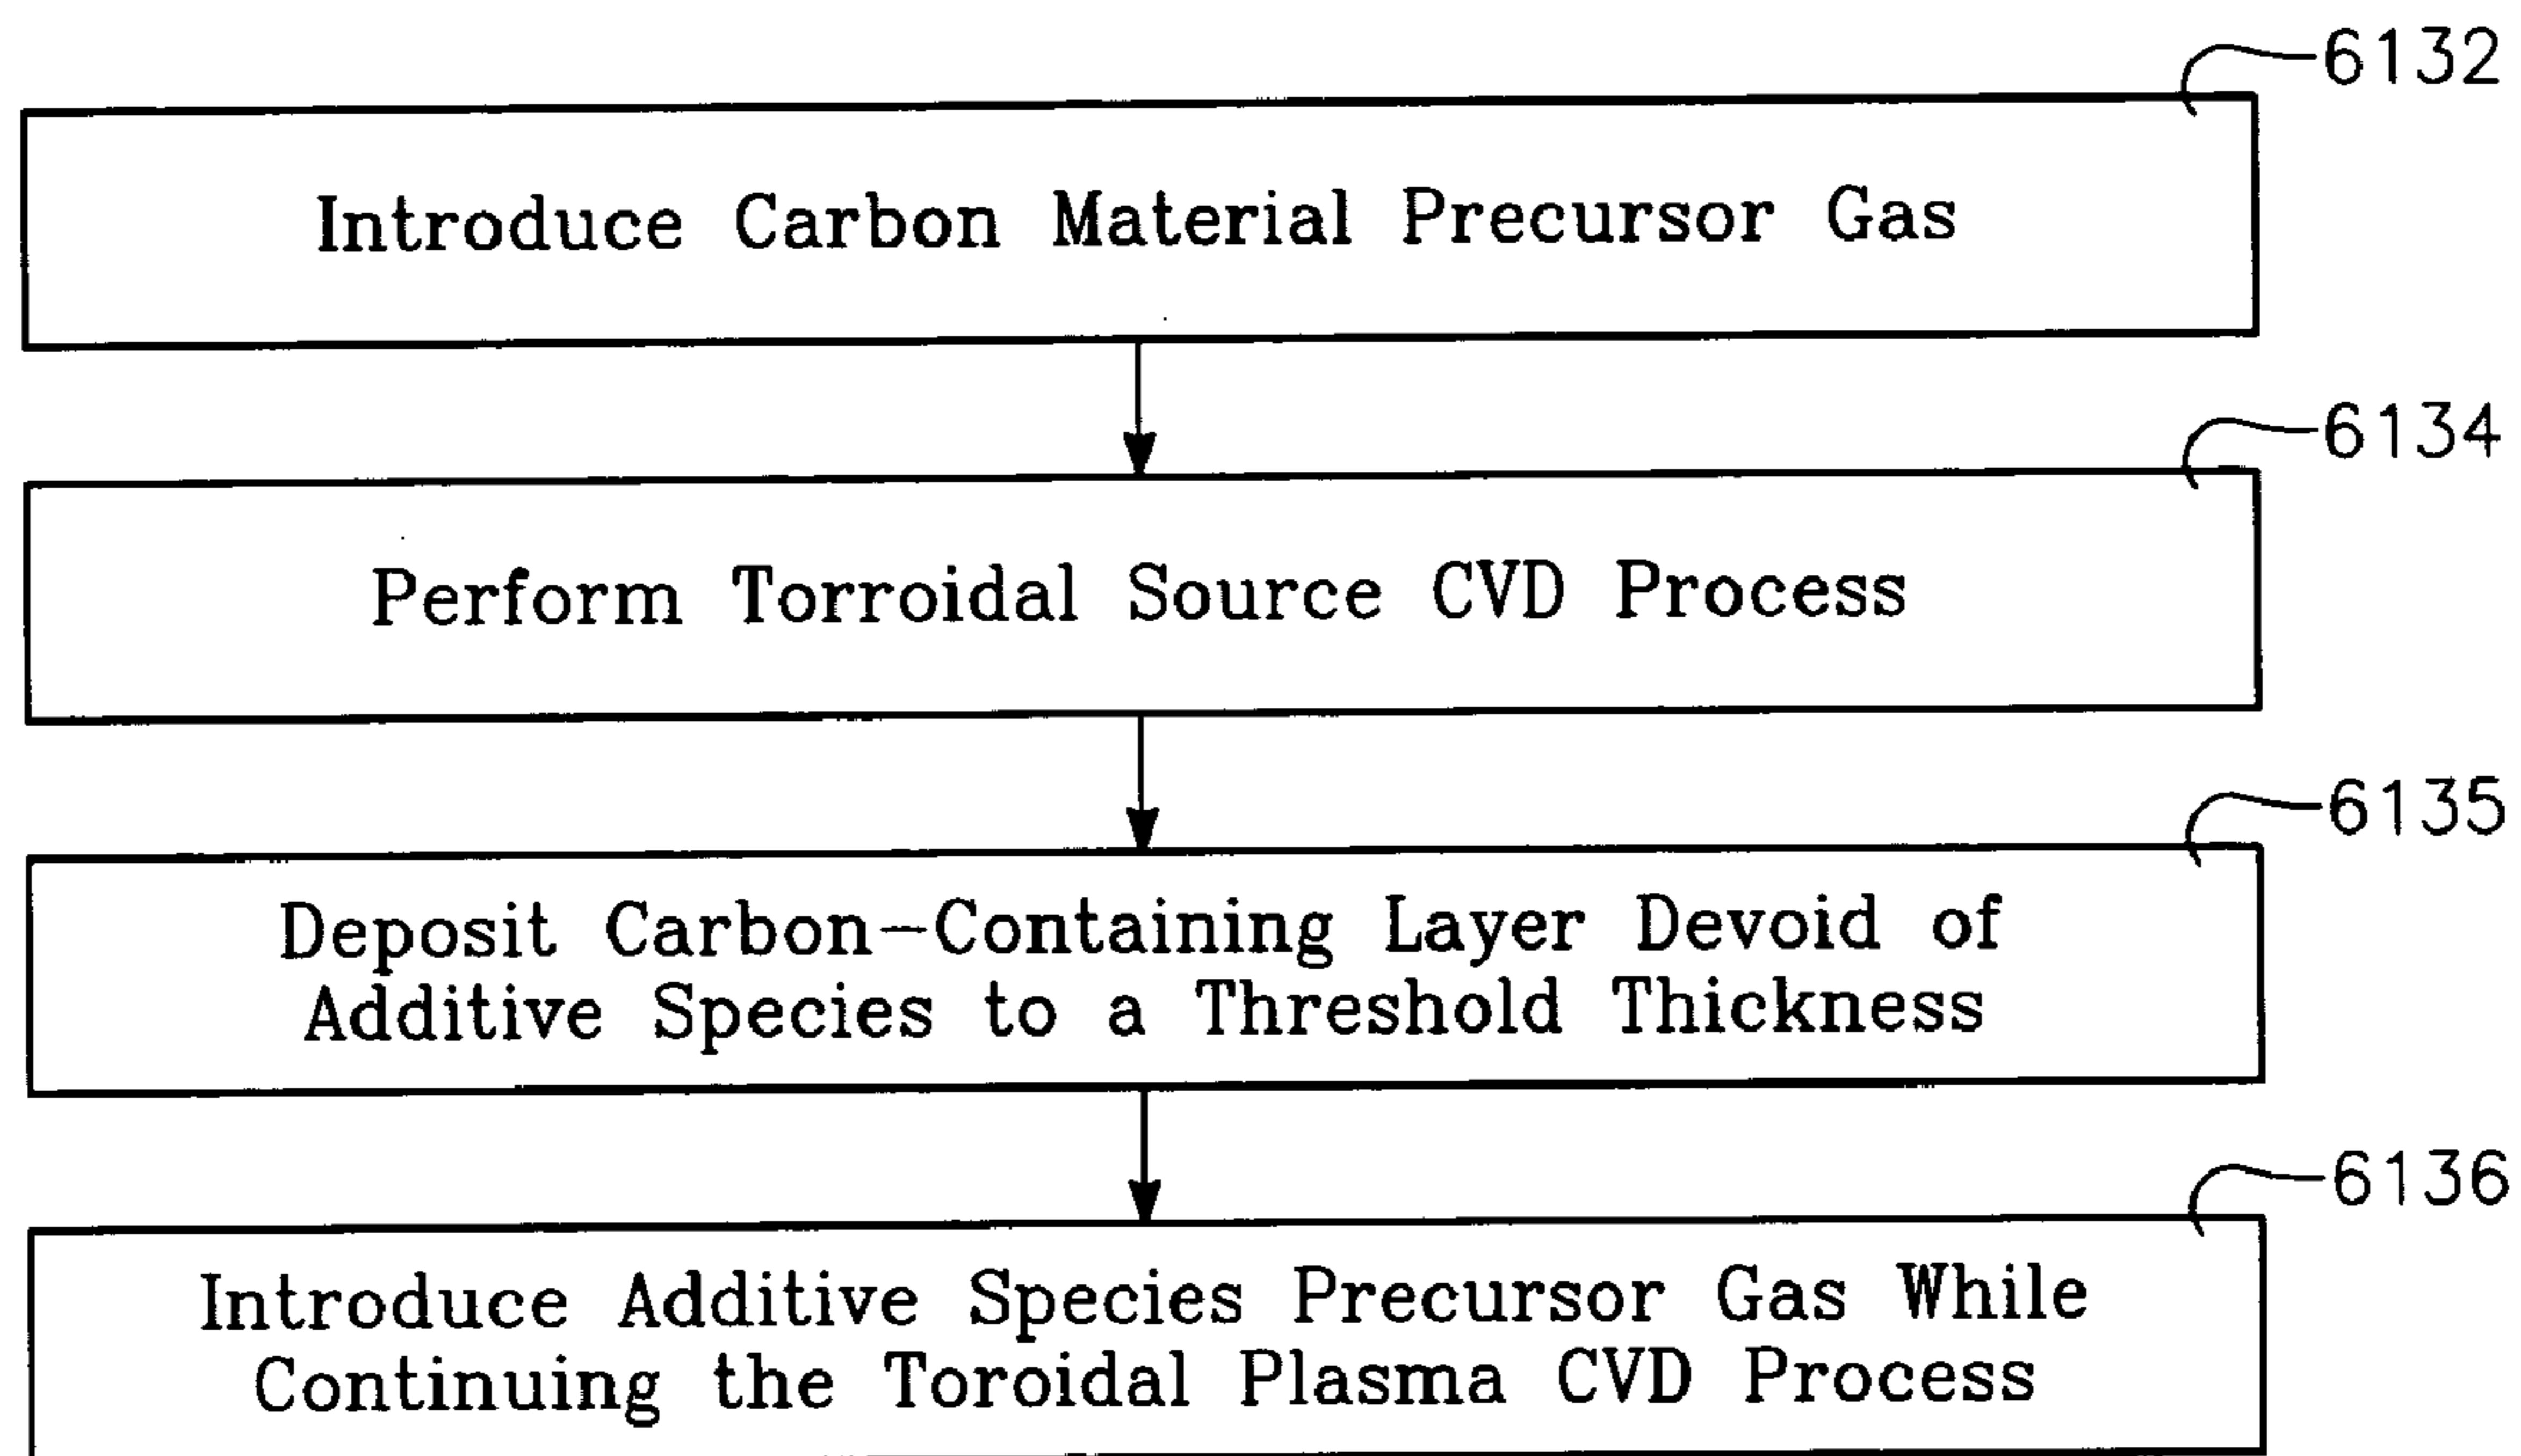 6132
Introduce Carbon Material Precursor Gas
6134
Perform Torroidal Source CVD Process
6135
Deposit Carbon-Containing Layer Devoid of
Additive Species to a Threshold Thickness
6136
Introduce Additive Species Precursor Gas While
Continuing the Toroidal Plasma CVD Process